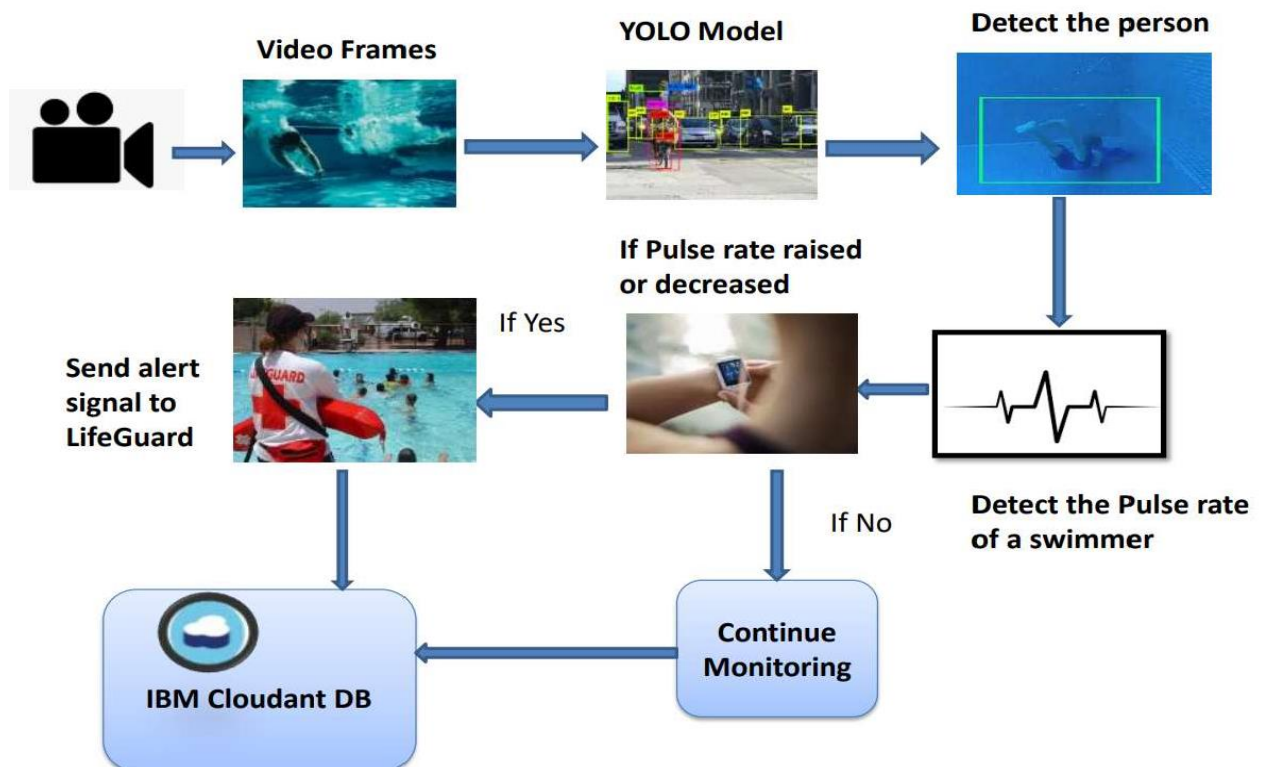 Video Frames
YOLO Model
Detect the person
If Pulse rate raised
or decreased
If Yes
Send alert
signal to
LifeGuard
LIFEGUARD
If No
Detect the Pulse rate
of a swimmer
Continue
Monitoring
IBM Cloudant DB